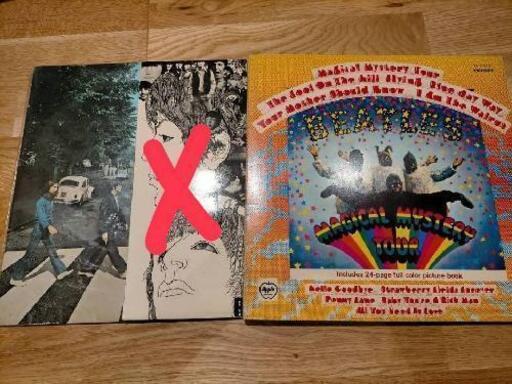 Magical Mystery Tour
The Fool On The Hill Flying Blue Jay Way
Your Mother Should Know I Am The Walrus
BEATLES
MAGICAL MYSTERY
TOUR
Includes 24-page full color picture book
Hello Goodbye Strawberry Fields Forever
Penny Lane Baby You're A Rich Man
All You Need Is Love